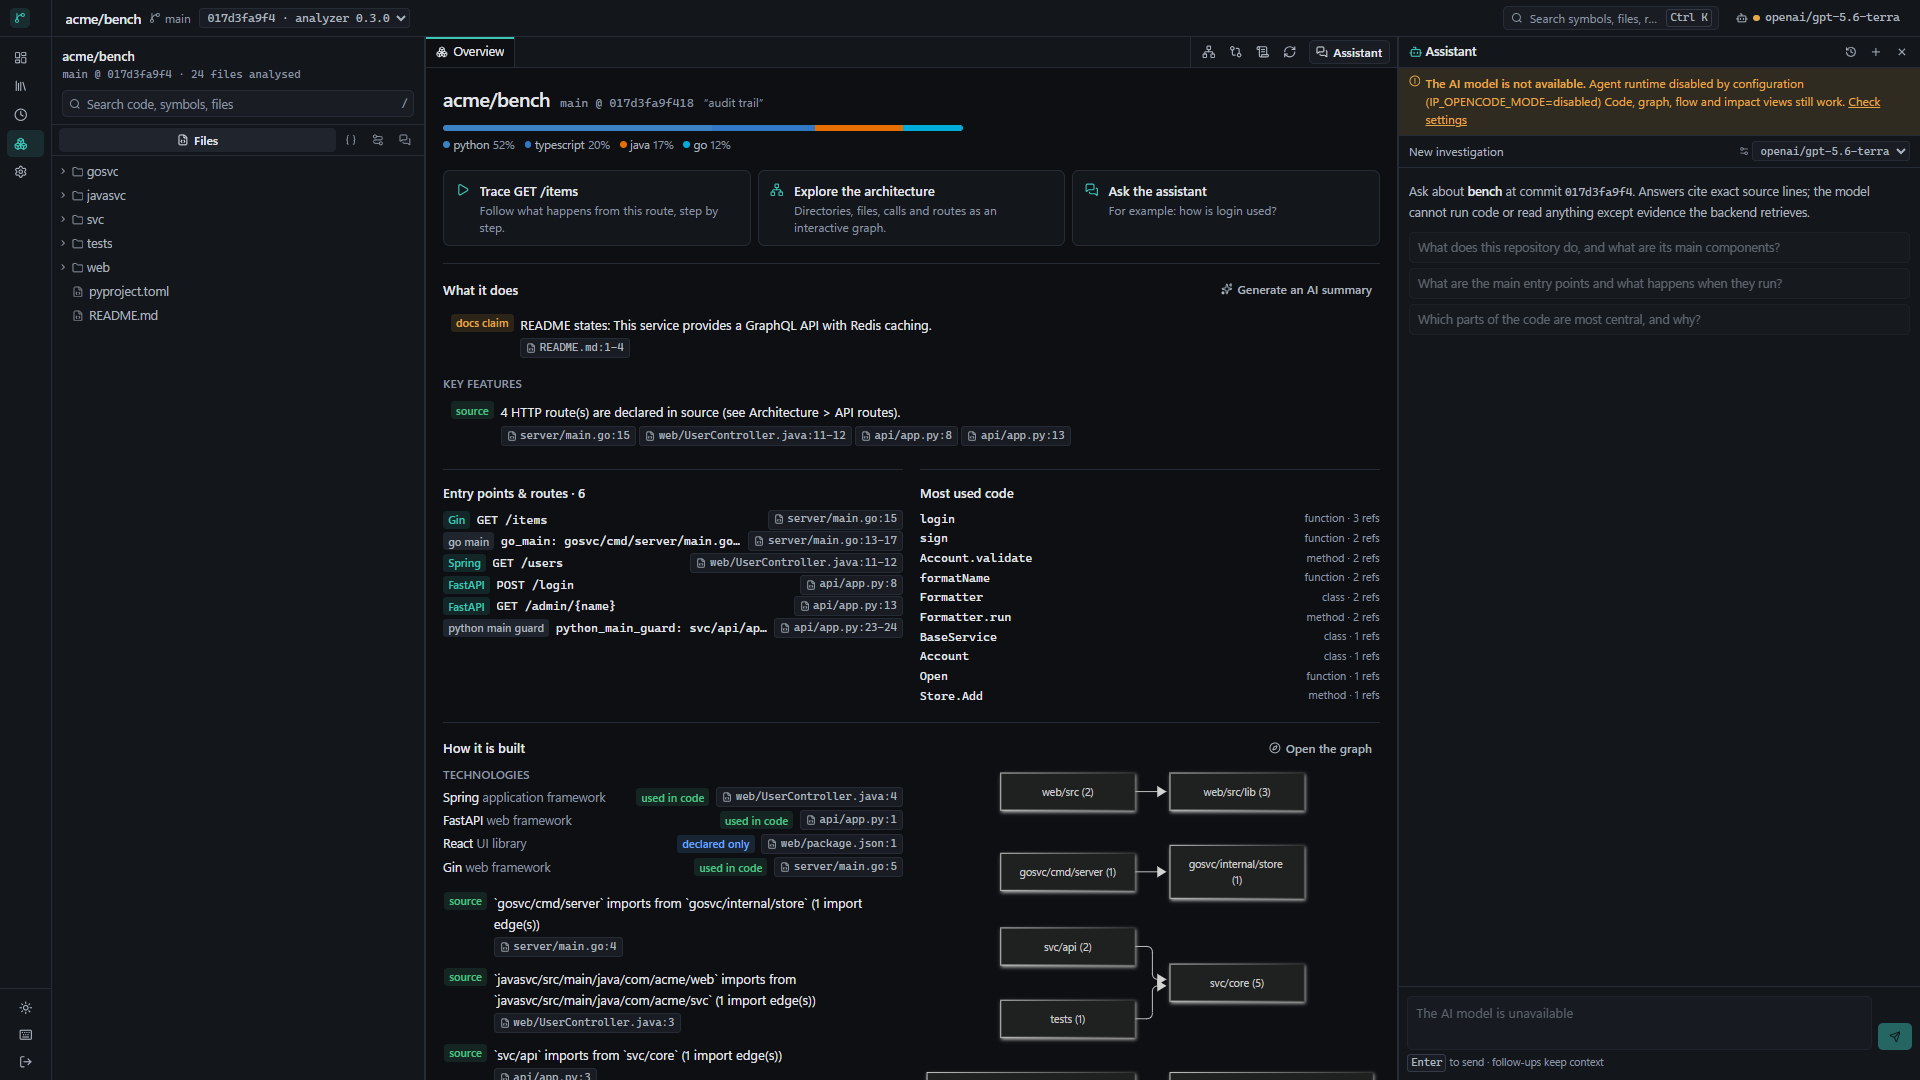 acme/bench main 017d3fa9f4 · analyzer 0.3.0
Search symbols, files, r... Ctrl K
openai/gpt-5.6-terra
acme/bench
main @ 017d3fa9f4 · 24 files analysed
Search code, symbols, files /
Files
gosvc
javasvc
svc
tests
web
pyproject.toml
README.md
Overview
Assistant
acme/bench main @ 017d3fa9f418 "audit trail"
python 52% typescript 20% java 17% go 12%
Trace GET /items
Follow what happens from this route, step by
step.
Explore the architecture
Directories, files, calls and routes as an
interactive graph.
Ask the assistant
For example: how is login used?
What it does
Generate an AI summary
docs claim README states: This service provides a GraphQL API with Redis caching.
README.md:1-4
KEY FEATURES
source 4 HTTP route(s) are declared in source (see Architecture > API routes).
server/main.go:15 web/UserController.java:11-12 api/app.py:8 api/app.py:13
Entry points & routes · 6
Gin GET /items server/main.go:15
go main go_main: gosvc/cmd/server/main.go… server/main.go:13-17
Spring GET /users web/UserController.java:11-12
FastAPI POST /login api/app.py:8
FastAPI GET /admin/{name} api/app.py:13
python main guard python_main_guard: svc/api/ap… api/app.py:23-24
Most used code
login function · 3 refs
sign function · 2 refs
Account.validate method · 2 refs
formatName function · 2 refs
Formatter class · 2 refs
Formatter.run method · 2 refs
BaseService class · 1 refs
Account class · 1 refs
Open function · 1 refs
Store.Add method · 1 refs
How it is built
Open the graph
TECHNOLOGIES
Spring application framework used in code web/UserController.java:4
FastAPI web framework used in code api/app.py:1
React UI library declared only web/package.json:1
Gin web framework used in code server/main.go:5
source `gosvc/cmd/server` imports from `gosvc/internal/store` (1 import
edge(s))
server/main.go:4
source `javasvc/src/main/java/com/acme/web` imports from
`javasvc/src/main/java/com/acme/svc` (1 import edge(s))
web/UserController.java:3
source `svc/api` imports from `svc/core` (1 import edge(s))
api/app.py:3
web/src (2)
web/src/lib (3)
gosvc/cmd/server (1)
gosvc/internal/store
(1)
svc/api (2)
svc/core (5)
tests (1)
Assistant
The AI model is not available. Agent runtime disabled by configuration
(IP_OPENCODE_MODE=disabled) Code, graph, flow and impact views still work. Check
settings
New investigation openai/gpt-5.6-terra
Ask about bench at commit 017d3fa9f4. Answers cite exact source lines; the model
cannot run code or read anything except evidence the backend retrieves.
What does this repository do, and what are its main components?
What are the main entry points and what happens when they run?
Which parts of the code are most central, and why?
The AI model is unavailable
Enter to send · follow-ups keep context